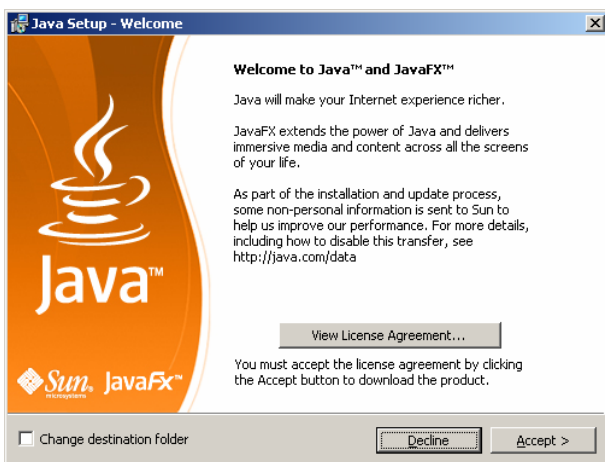 Java Setup - Welcome
Welcome to Java™ and JavaFX™
Java will make your Internet experience richer.
JavaFX extends the power of Java and delivers
immersive media and content across all the screens
of your life.
As part of the installation and update process,
some non-personal information is sent to Sun to
help us improve our performance. For more details,
including how to disable this transfer, see
http://java.com/data
Java™
View License Agreement...
You must accept the license agreement by clicking
the Accept button to download the product.
Sun. JavaFX™
microsystems
Change destination folder
Decline
Accept >